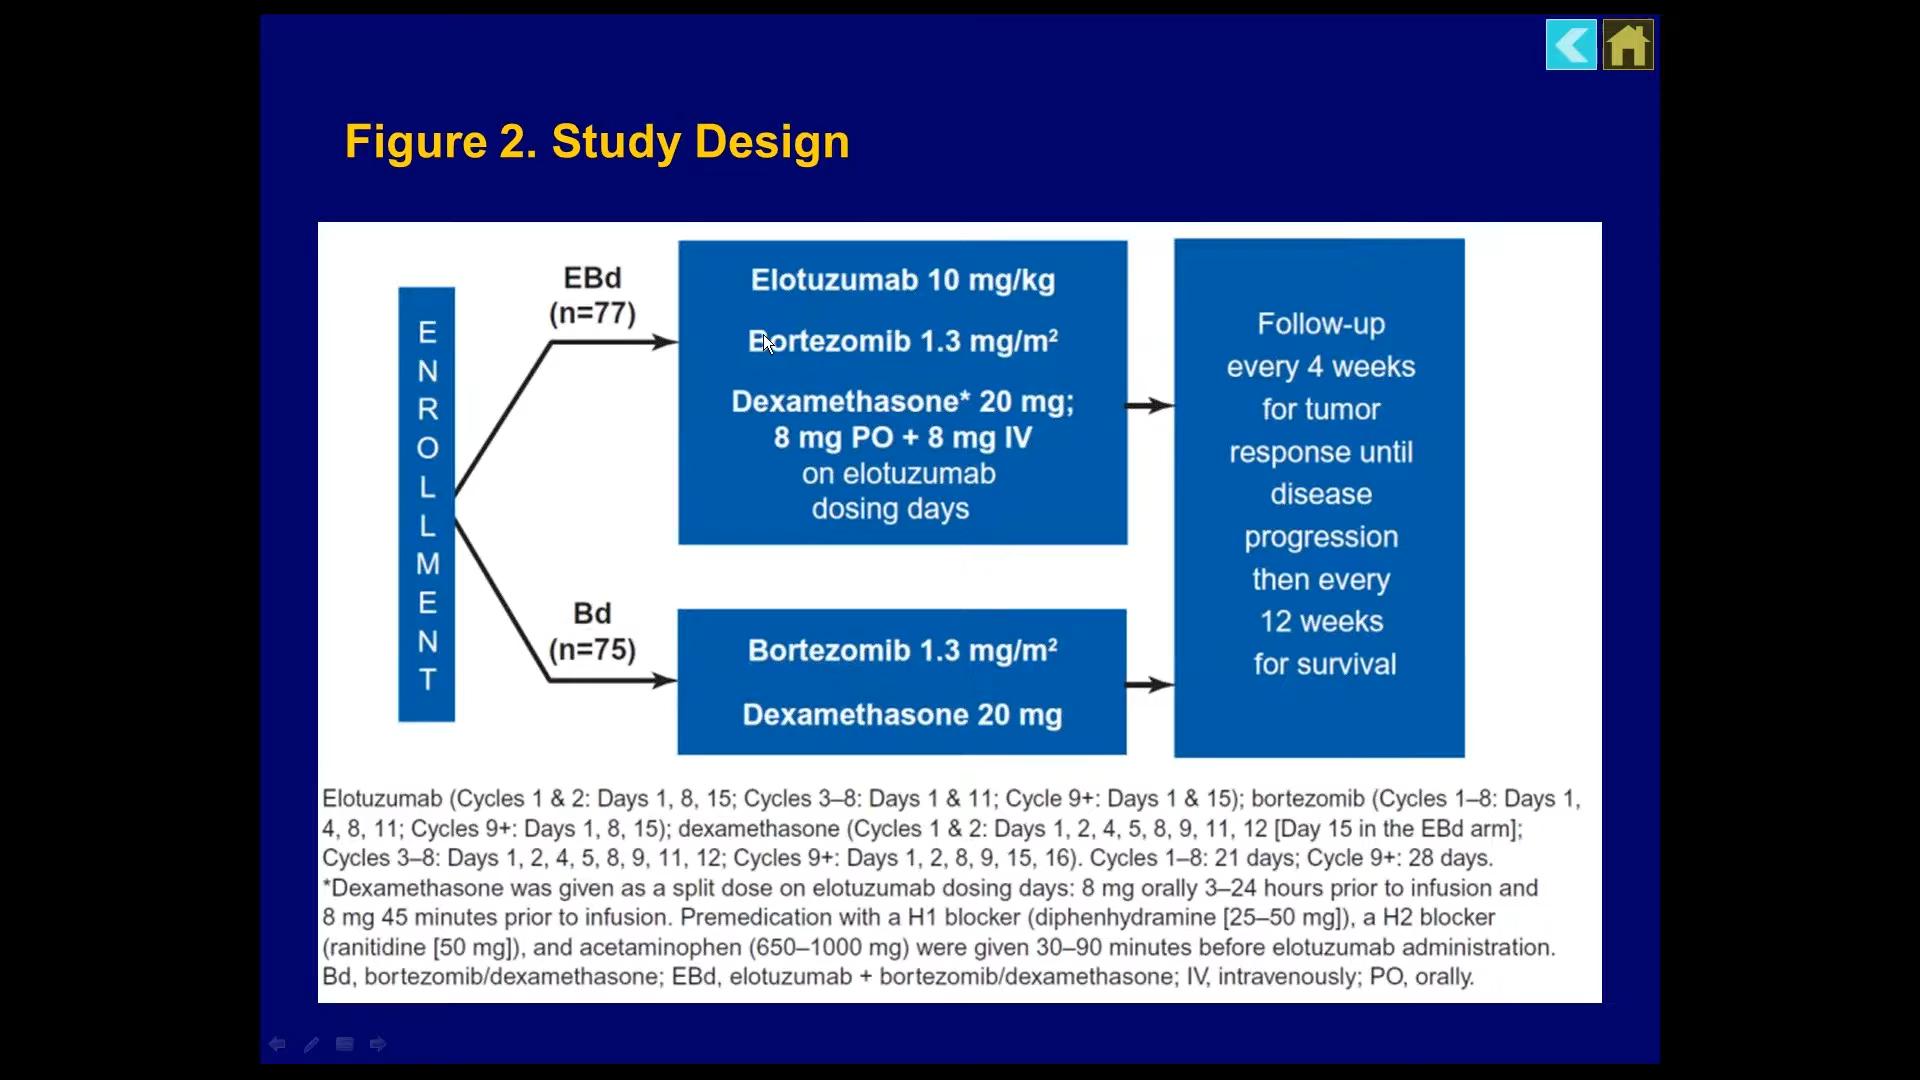 Figure 2. Study Design
ENROLLMENT
EBd
(n=77)
Elotuzumab 10 mg/kg
Bortezomib 1.3 mg/m²
Dexamethasone* 20 mg;
8 mg PO + 8 mg IV
on elotuzumab
dosing days
Bd
(n=75)
Bortezomib 1.3 mg/m²
Dexamethasone 20 mg
Follow-up
every 4 weeks
for tumor
response until
disease
progression
then every
12 weeks
for survival
Elotuzumab (Cycles 1 & 2: Days 1, 8, 15; Cycles 3–8: Days 1 & 11; Cycle 9+: Days 1 & 15); bortezomib (Cycles 1–8: Days 1,
4, 8, 11; Cycles 9+: Days 1, 8, 15); dexamethasone (Cycles 1 & 2: Days 1, 2, 4, 5, 8, 9, 11, 12 [Day 15 in the EBd arm];
Cycles 3–8: Days 1, 2, 4, 5, 8, 9, 11, 12; Cycles 9+: Days 1, 2, 8, 9, 15, 16). Cycles 1–8: 21 days; Cycle 9+: 28 days.
*Dexamethasone was given as a split dose on elotuzumab dosing days: 8 mg orally 3–24 hours prior to infusion and
8 mg 45 minutes prior to infusion. Premedication with a H1 blocker (diphenhydramine [25–50 mg]), a H2 blocker
(ranitidine [50 mg]), and acetaminophen (650–1000 mg) were given 30–90 minutes before elotuzumab administration.
Bd, bortezomib/dexamethasone; EBd, elotuzumab + bortezomib/dexamethasone; IV, intravenously; PO, orally.